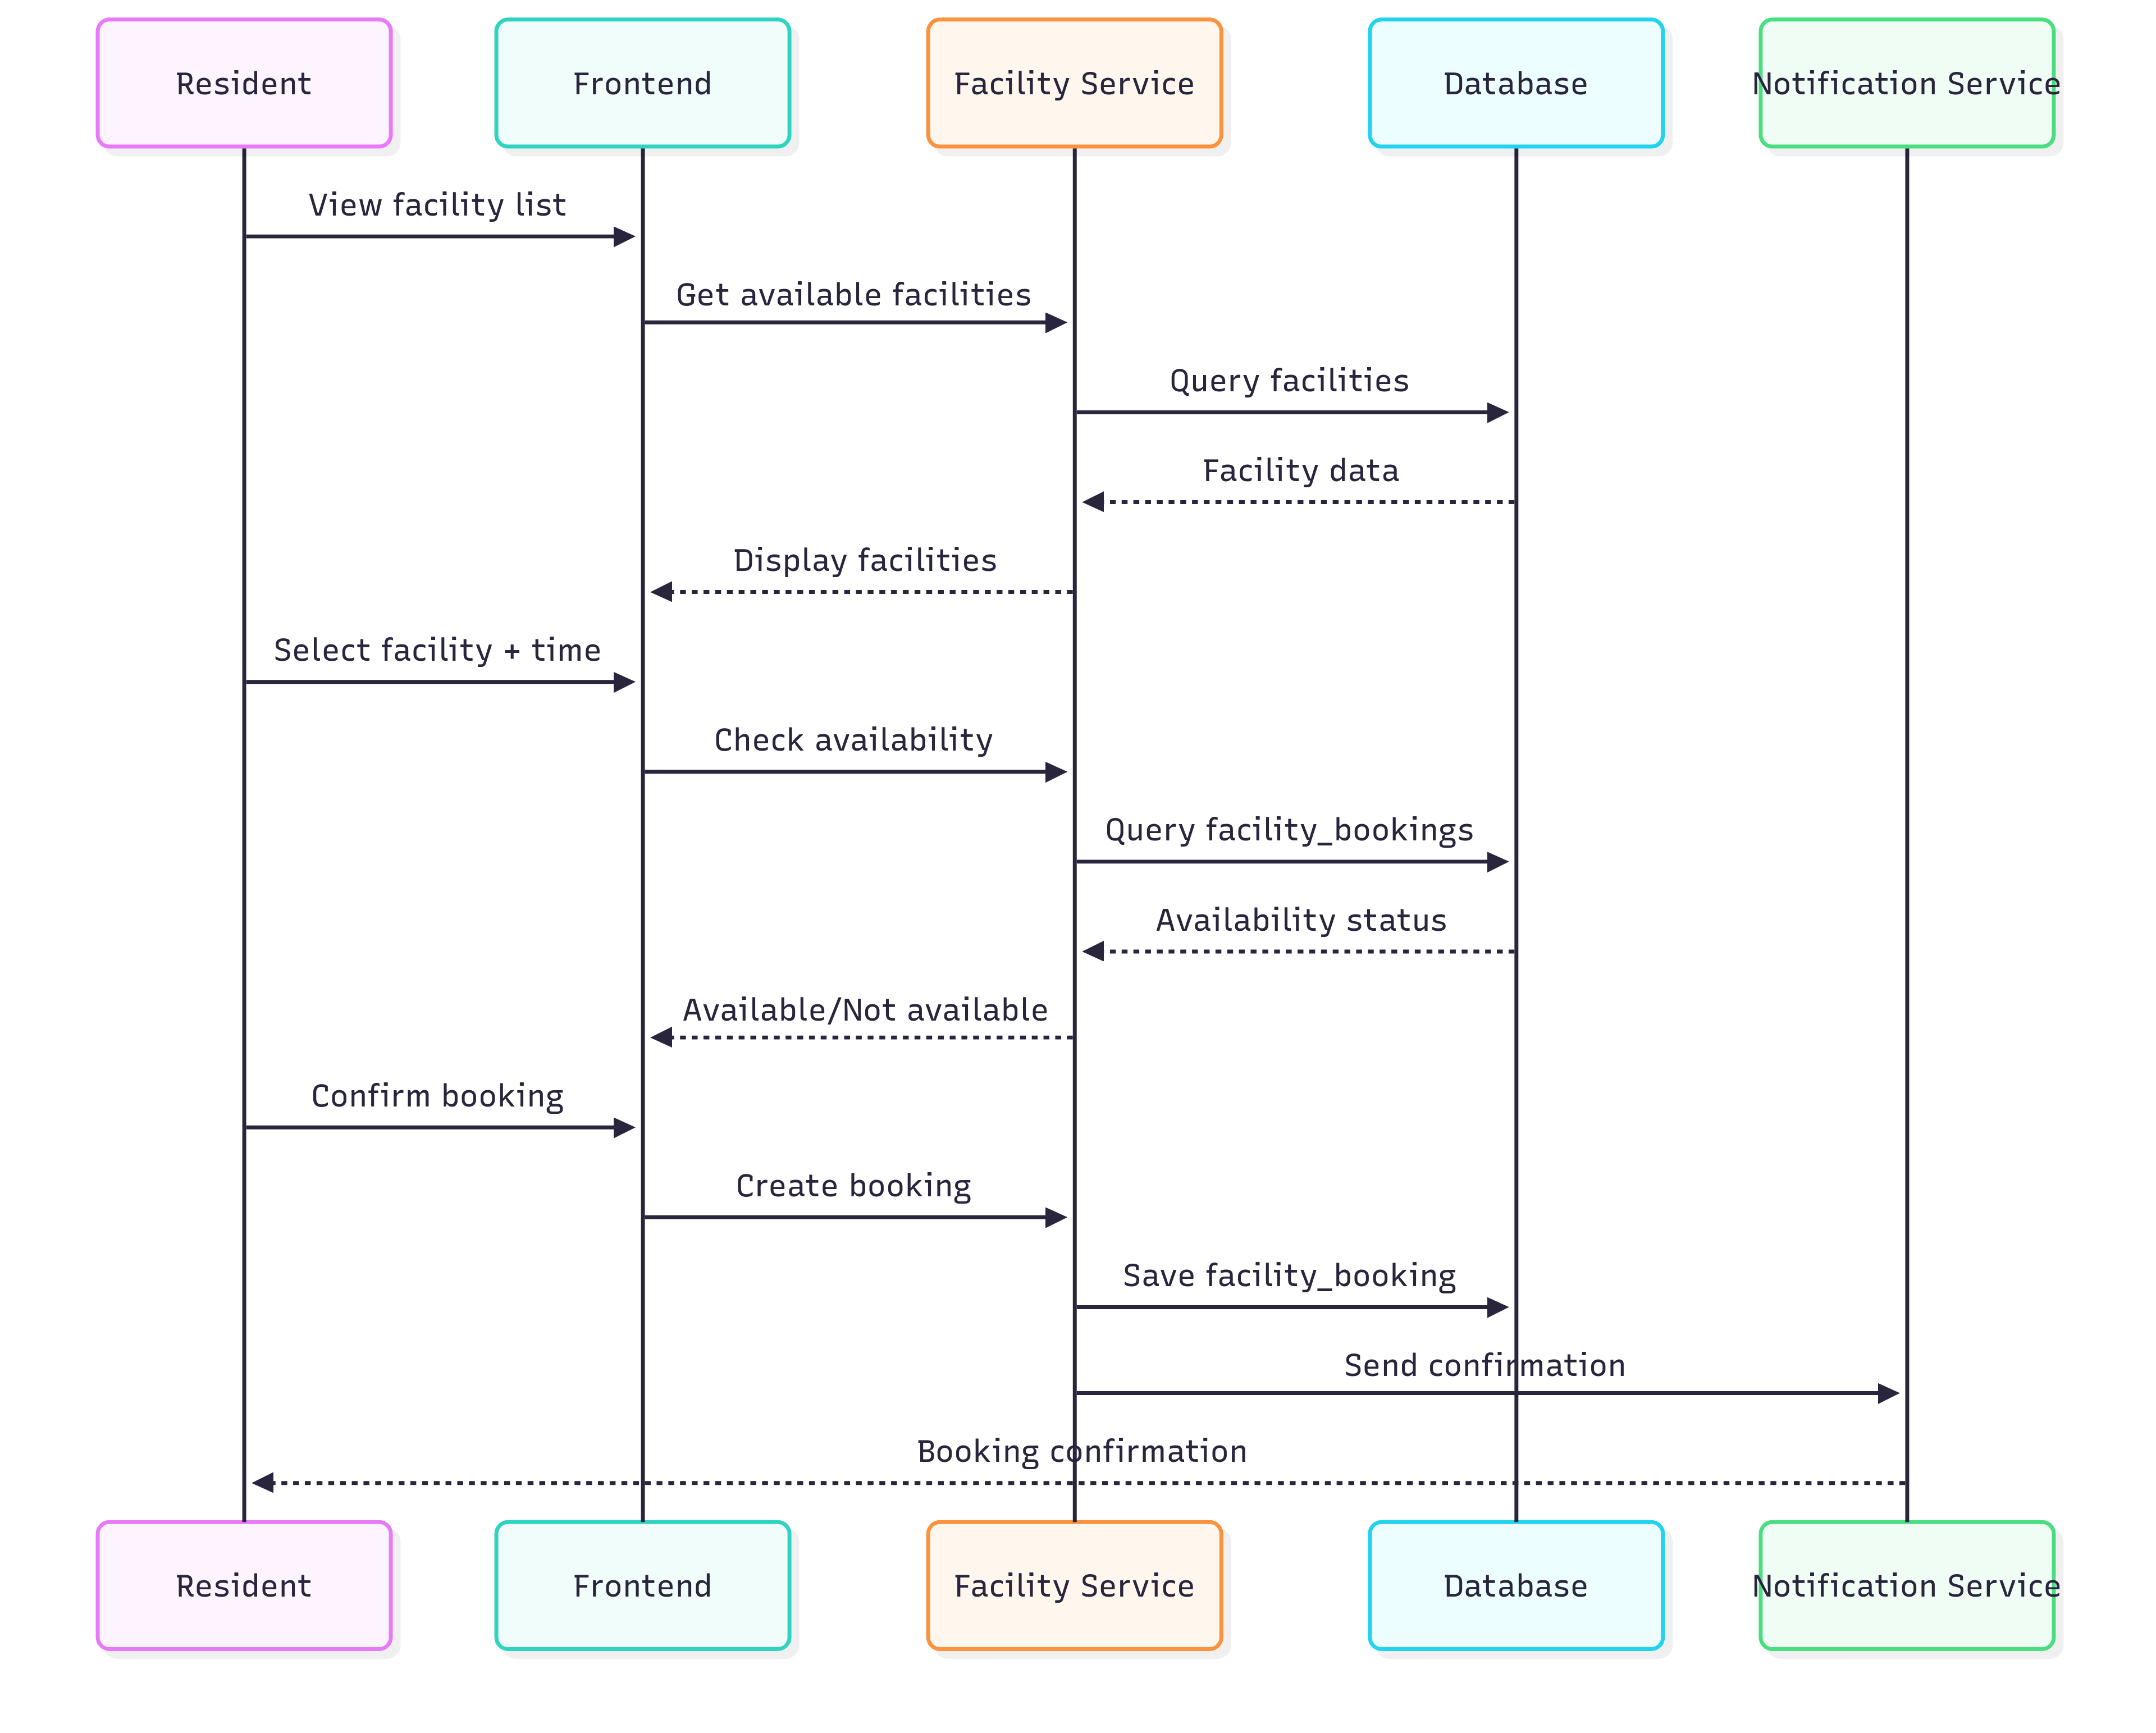 Resident
Frontend
Facility Service
Database
Notification Service
View facility list
Get available facilities
Query facilities
Facility data
Display facilities
Select facility + time
Check availability
Query facility_bookings
Availability status
Available/Not available
Confirm booking
Create booking
Save facility_booking
Send confirmation
Booking confirmation
Resident
Frontend
Facility Service
Database
Notification Service